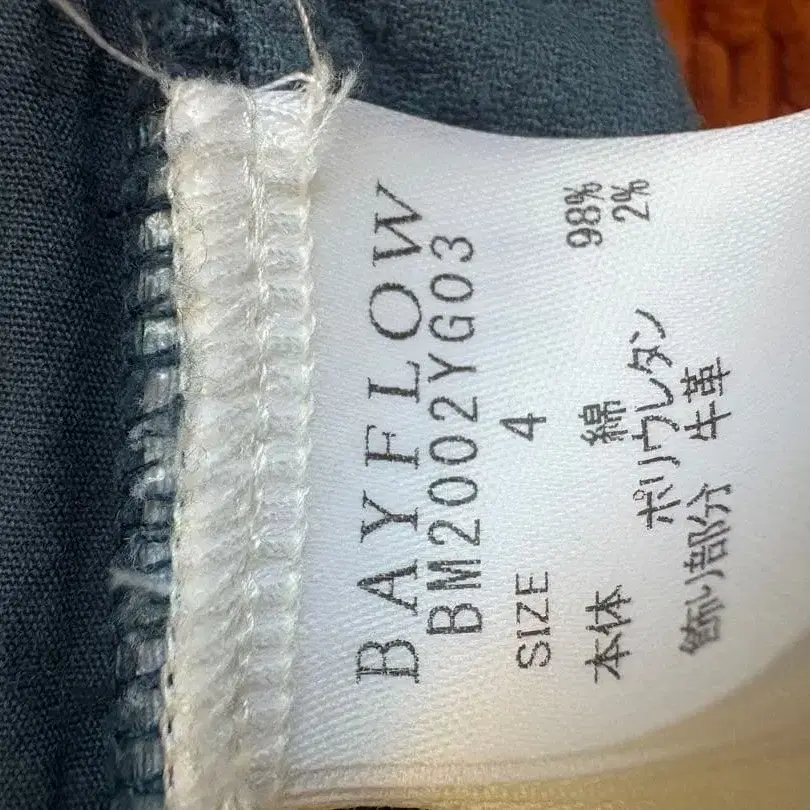 BAYFLOW
BM2002YG03
SIZE 4
本体 綿 98%
ポリウレタン 2%
飾り部分 牛革